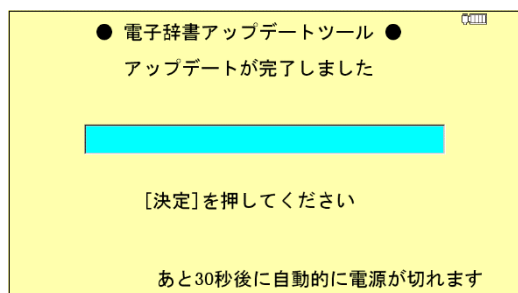 ● 電子辞書アップデートツール ●
アップデートが完了しました
[決定]を押してください
あと30秒後に自動的に電源が切れます